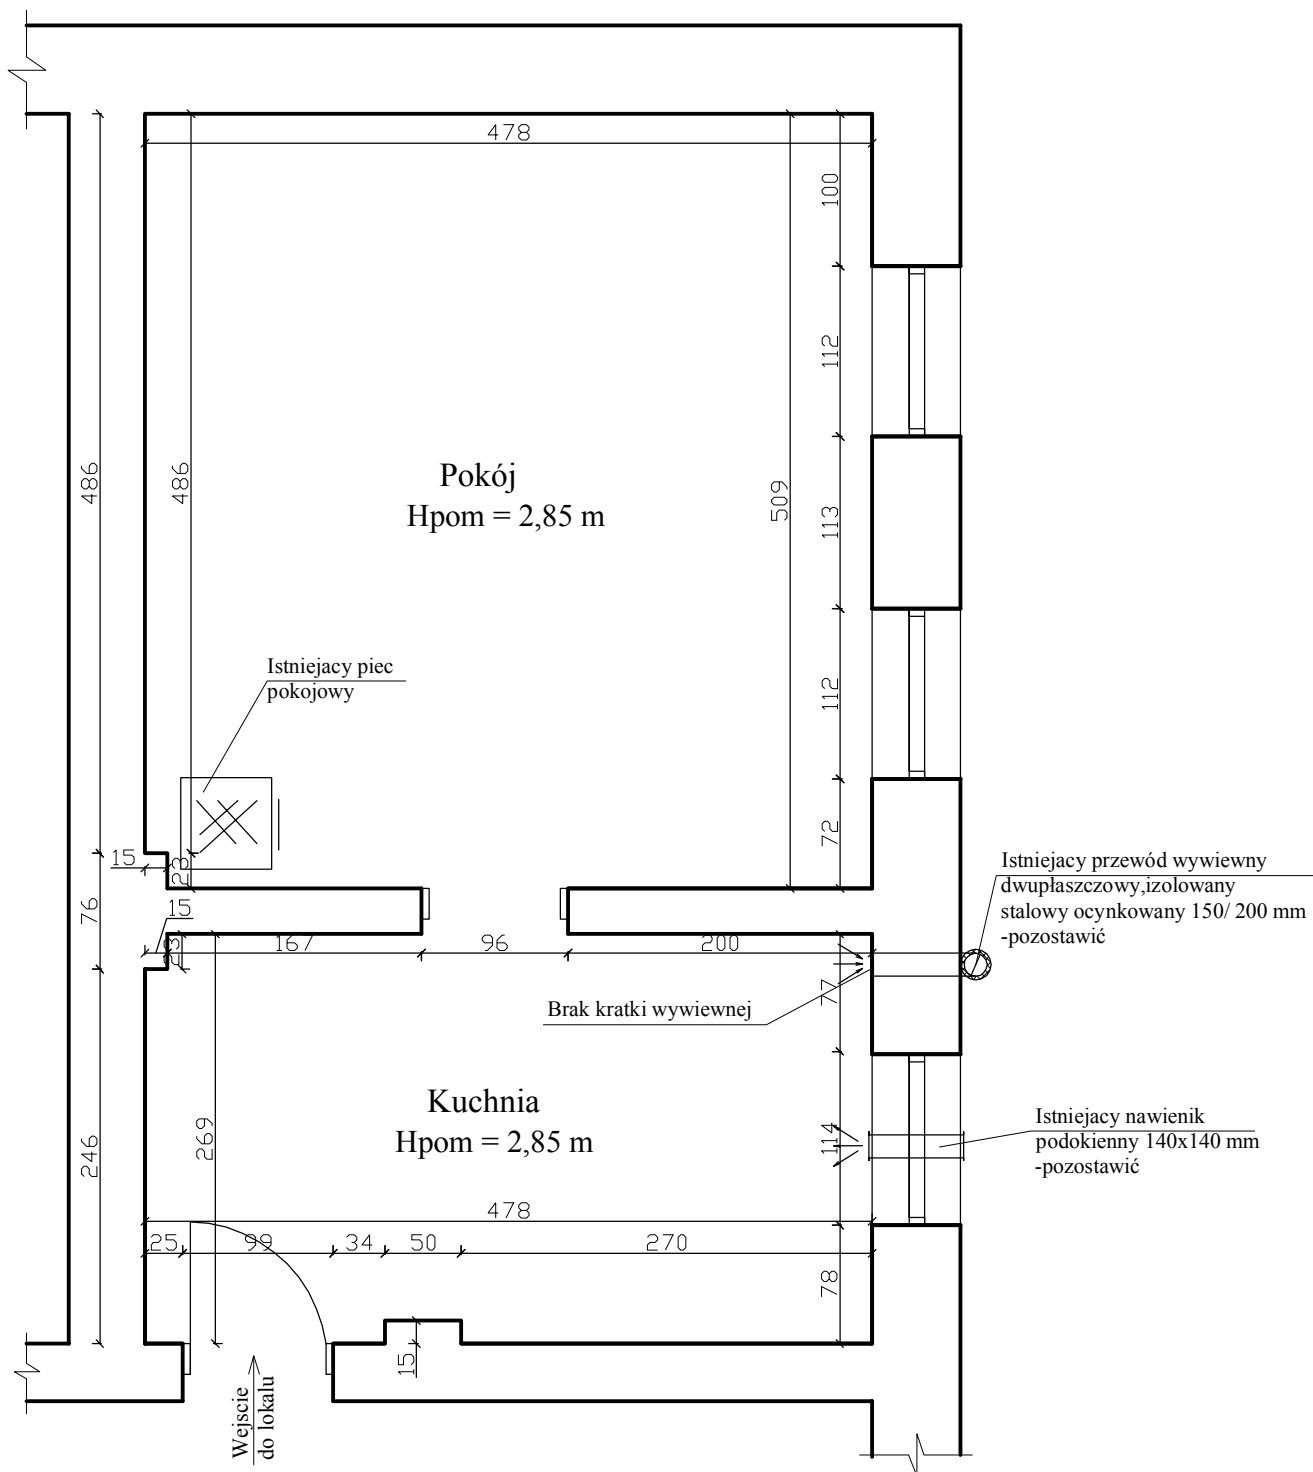 478
100
112
486
486
Pokój
Hpom = 2,85 m
509
113
Istniejacy piec
pokojowy
112
72
15
23
Istniejacy przewód wywiewny
dwupłaszczowy,izolowany
stalowy ocynkowany 150/ 200 mm
-pozostawić
76
15
23
167
96
200
77
Brak kratki wywiewnej
Kuchnia
Hpom = 2,85 m
269
246
114
Istniejacy nawienik
podokienny 140x140 mm
-pozostawić
478
25
99
34
50
270
78
15
Wejscie
do lokalu